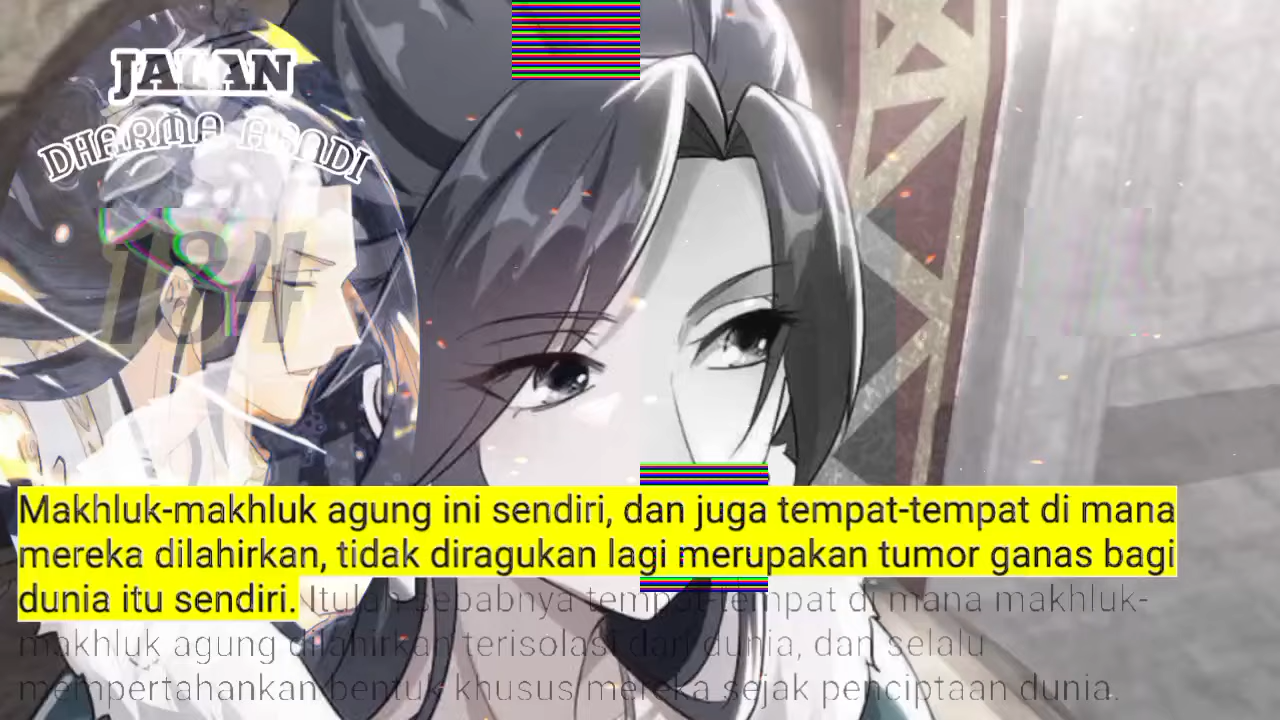 JALAN
DHARMA ABADI
184
Makhluk-makhluk agung ini sendiri, dan juga tempat-tempat di mana
mereka dilahirkan, tidak diragukan lagi merupakan tumor ganas bagi
dunia itu sendiri. Itulah sebabnya tempat-tempat di mana makhluk-
makhluk agung dilahirkan terisolasi dari dunia, dan selalu
mempertahankan bentuk khusus mereka sejak penciptaan dunia.